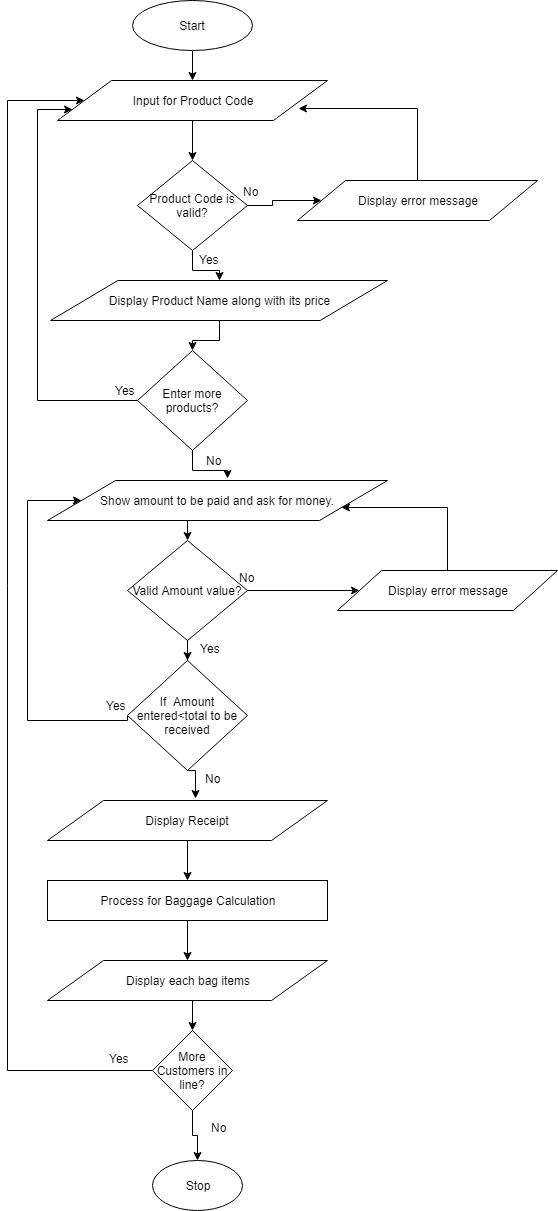 Start
Input for Product Code
Product Code is
valid?
No
Display error message
Yes
Display Product Name along with its price
Enter more
products?
Yes
No
Show amount to be paid and ask for money.
Valid Amount value?
No
Display error message
Yes
If  Amount
entered<total to be
received
Yes
No
Display Receipt
Process for Baggage Calculation
Display each bag items
More
Customers in
line?
Yes
No
Stop